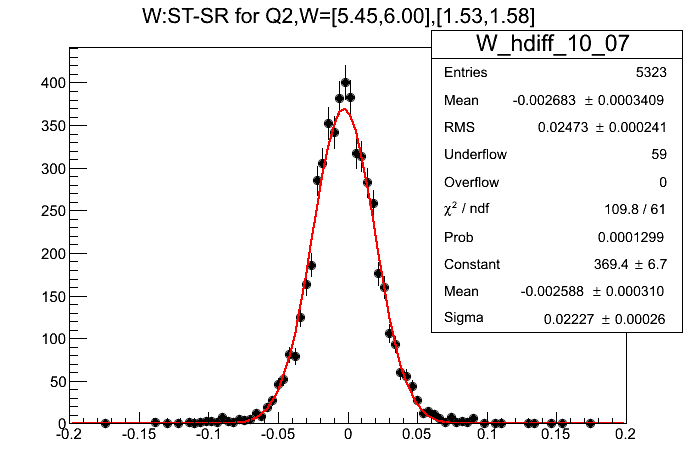 W:ST-SR for Q2,W=[5.45,6.00],[1.53,1.58]
W_hdiff_10_07
Entries 5323
Mean -0.002683 ± 0.0003409
RMS 0.02473 ± 0.000241
Underflow 59
Overflow 0
χ² / ndf 109.8 / 61
Prob 0.0001299
Constant 369.4 ± 6.7
Mean -0.002588 ± 0.000310
Sigma 0.02227 ± 0.00026
400
350
300
250
200
150
100
50
0
-0.2 -0.15 -0.1 -0.05 0 0.05 0.1 0.15 0.2